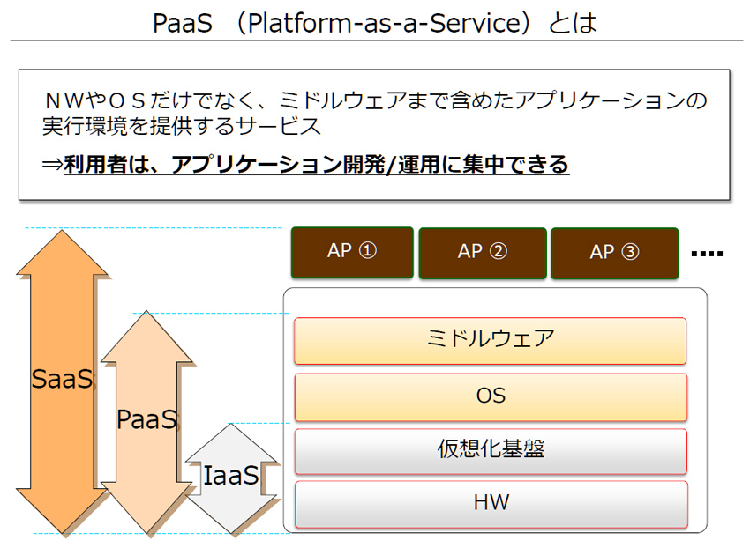 PaaS （Platform-as-a-Service）とは
ＮＷやＯＳだけでなく、ミドルウェアまで含めたアプリケーションの
実行環境を提供するサービス
⇒利用者は、アプリケーション開発/運用に集中できる
AP ①
AP ②
AP ③
････
SaaS
PaaS
IaaS
ミドルウェア
OS
仮想化基盤
HW